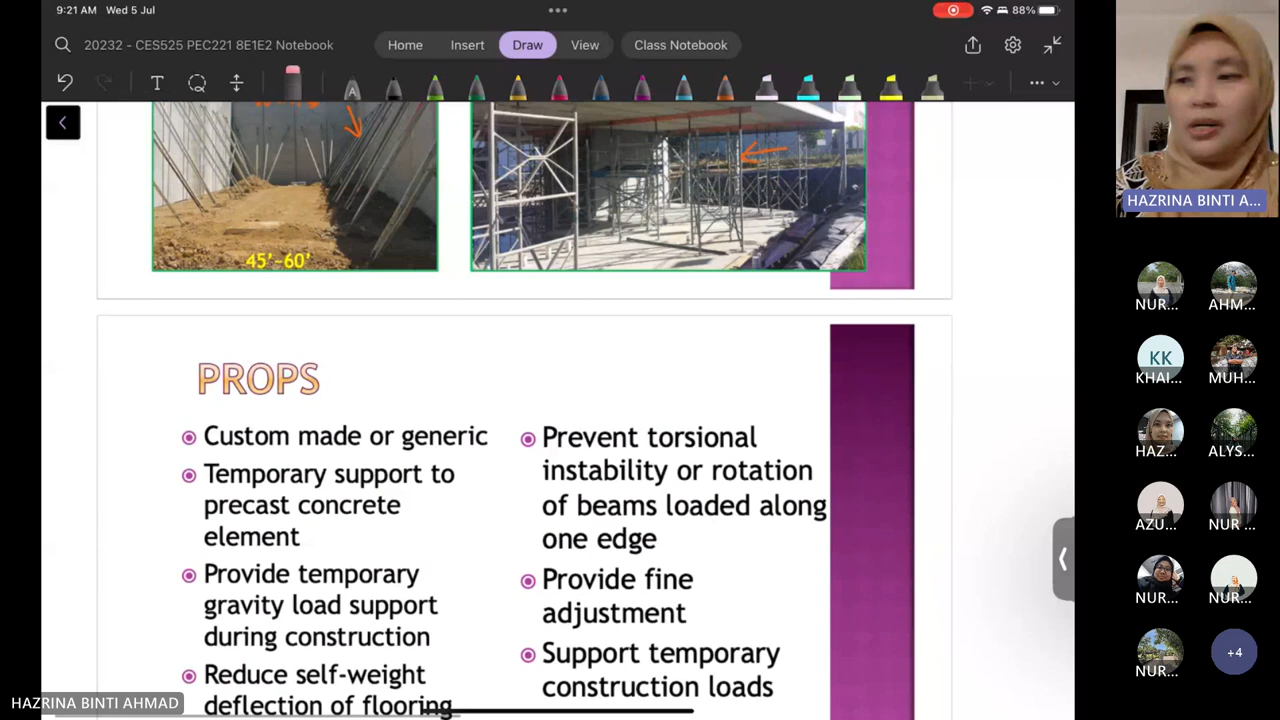 9:21 AM Wed 5 Jul
88%
20232 - CES525 PEC221 8E1E2 Notebook
Home
Insert
Draw
View
Class Notebook
45'-60'
PROPS
Custom made or generic
Temporary support to
precast concrete
element
Provide temporary
gravity load support
during construction
Reduce self-weight
deflection of flooring
Prevent torsional
instability or rotation
of beams loaded along
one edge
Provide fine
adjustment
Support temporary
construction loads
HAZRINA BINTI A...
NUR...
AHM...
KK
KHAI...
MUH...
HAZ...
ALYS...
AZU...
NUR ...
NUR...
NUR...
NUR...
+4
HAZRINA BINTI AHMAD